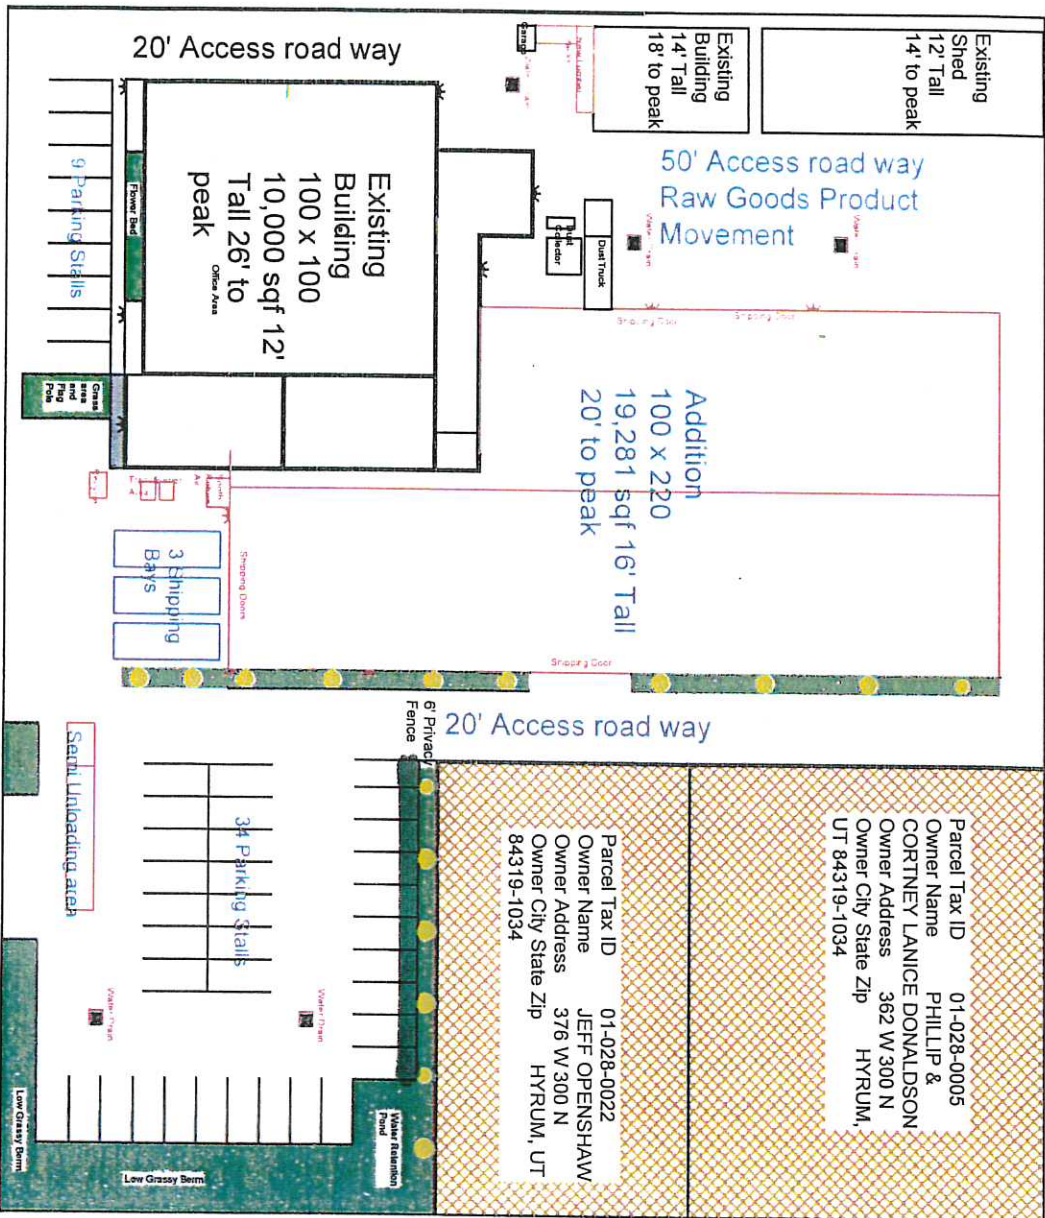 20' Access road way
Garage
Existing
Building
14' Tall
18' to peak
Existing
Shed
12' Tall
14' to peak
50' Access road way
Raw Goods Product
Movement
Water Drain
Water Drain
Dust
Collector
Dust Truck
9 Parking Stalls
Flower Bed
Existing
Building
100 x 100
10,000 sqf 12'
Tall 26' to
peak
Office Area
Shipping Door
Shipping Door
Grass
area
and
Flag
Pole
Addition
100 x 220
19,281 sqf 16' Tall
20' to peak
3 Shipping
Bays
Shipping Doors
Shipping Door
20' Access road way
6' Privacy
Fence
Semi Unloading area
34 Parking Stalls
Water Drain
Water Drain
Low Grassy Berm
Low Grassy Berm
Water Retention
Pond
Parcel Tax ID 01-028-0022
Owner Name JEFF OPENSHAW
Owner Address 376 W 300 N
Owner City State Zip HYRUM, UT
84319-1034
Parcel Tax ID 01-028-0005
Owner Name PHILLIP &
CORTNEY LANICE DONALDSON
Owner Address 362 W 300 N
Owner City State Zip HYRUM,
UT 84319-1034